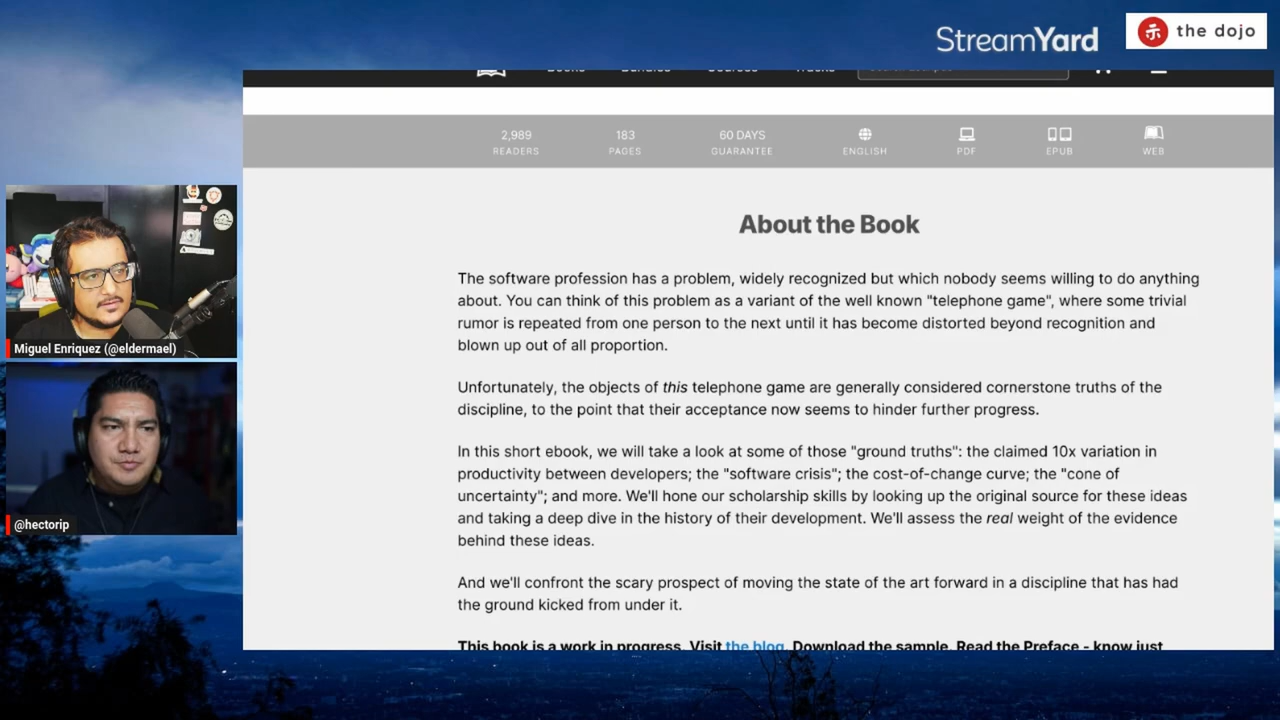 StreamYard
the dojo
2,989
READERS
183
PAGES
60 DAYS
GUARANTEE
ENGLISH
PDF
EPUB
WEB
About the Book
The software profession has a problem, widely recognized but which nobody seems willing to do anything
about. You can think of this problem as a variant of the well known "telephone game", where some trivial
rumor is repeated from one person to the next until it has become distorted beyond recognition and
blown up out of all proportion.
Unfortunately, the objects of this telephone game are generally considered cornerstone truths of the
discipline, to the point that their acceptance now seems to hinder further progress.
In this short ebook, we will take a look at some of those "ground truths": the claimed 10x variation in
productivity between developers; the "software crisis"; the cost-of-change curve; the "cone of
uncertainty"; and more. We'll hone our scholarship skills by looking up the original source for these ideas
and taking a deep dive in the history of their development. We'll assess the real weight of the evidence
behind these ideas.
And we'll confront the scary prospect of moving the state of the art forward in a discipline that has had
the ground kicked from under it.
This book is a work in progress. Visit the blog. Download the sample. Read the Preface - know just
Miguel Enriquez (@eldermael)
@hectorip